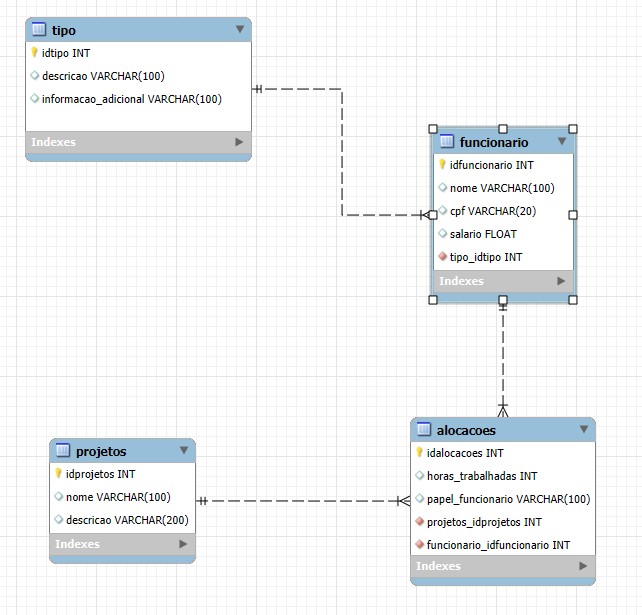 tipo
idtipo INT
descricao VARCHAR(100)
informacao_adicional VARCHAR(100)
Indexes
funcionario
idfuncionario INT
nome VARCHAR(100)
cpf VARCHAR(20)
salario FLOAT
tipo_idtipo INT
Indexes
projetos
idprojetos INT
nome VARCHAR(100)
descricao VARCHAR(200)
Indexes
alocacoes
idalocacoes INT
horas_trabalhadas INT
papel_funcionario VARCHAR(100)
projetos_idprojetos INT
funcionario_idfuncionario INT
Indexes